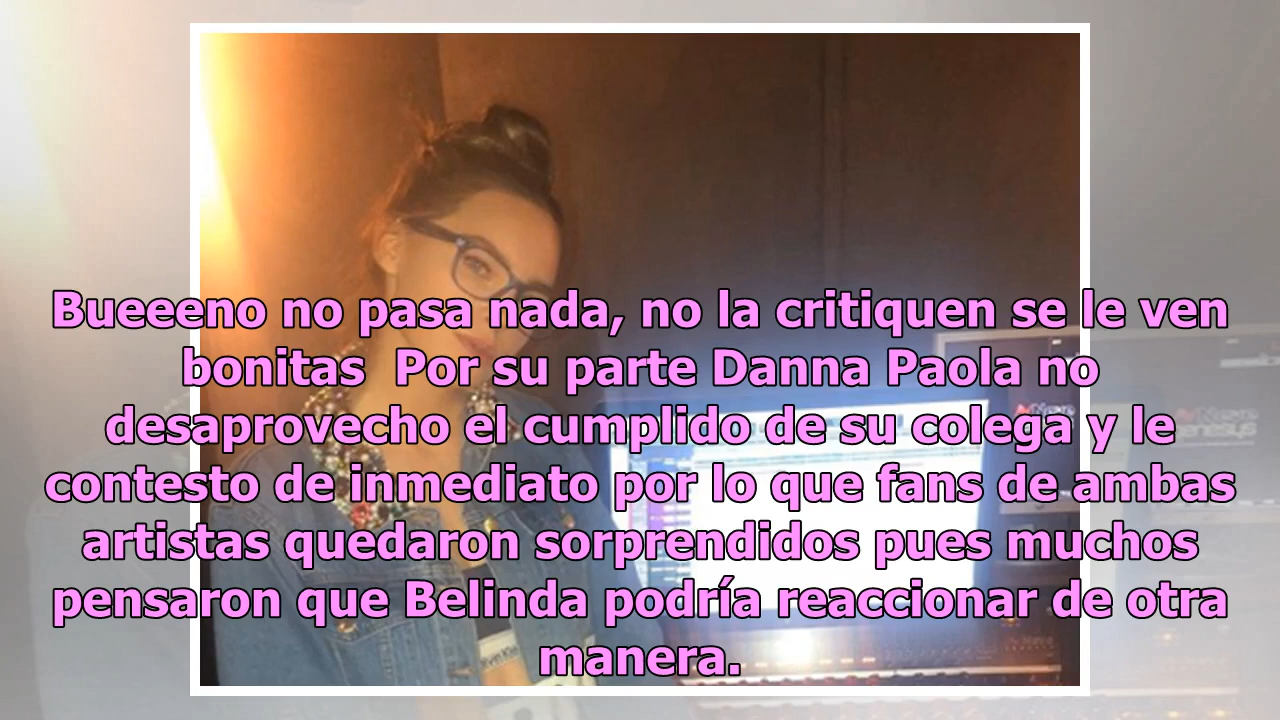 Bueeeno no pasa nada, no la critiquen se le ven
bonitas  Por su parte Danna Paola no
desaprovecho el cumplido de su colega y le
contesto de inmediato por lo que fans de ambas
artistas quedaron sorprendidos pues muchos
pensaron que Belinda podría reaccionar de otra
manera.